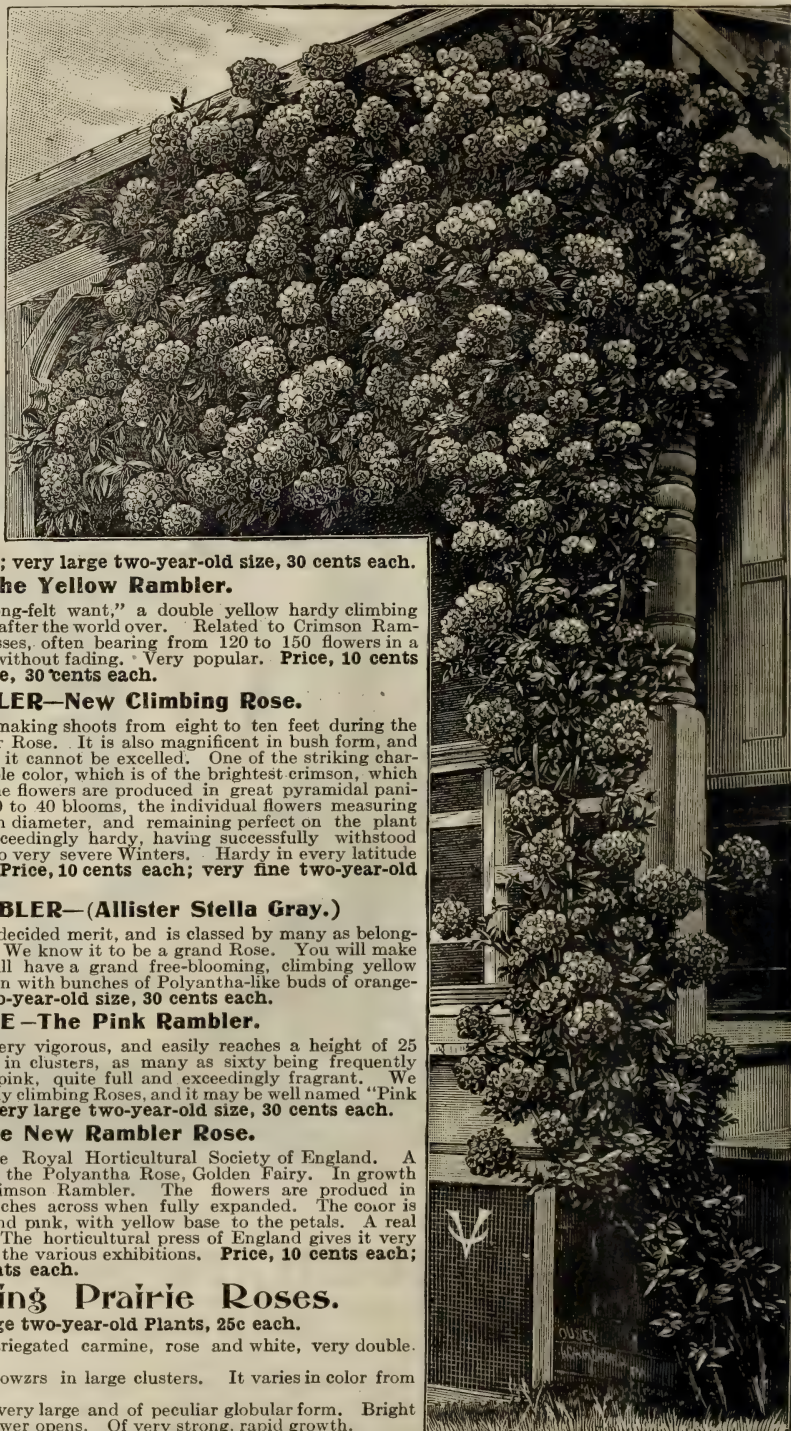 ; very large two-year-old size, 30 cents each.
he Yellow Rambler.
ng-felt want,” a double yellow hardy climbing
after the world over. Related to Crimson Ram-
sses, often bearing from 120 to 150 flowers in a
without fading. Very popular. Price, 10 cents
e, 30 cents each.
LER—New Climbing Rose.
making shoots from eight to ten feet during the
r Rose. It is also magnificent in bush form, and
it cannot be excelled. One of the striking char-
le color, which is of the brightest crimson, which
e flowers are produced in great pyramidal pani-
0 to 40 blooms, the individual flowers measuring
n diameter, and remaining perfect on the plant
ceedingly hardy, having successfully withstood
o very severe Winters. Hardy in every latitude
Price, 10 cents each; very fine two-year-old
BLER—(Allister Stella Gray.)
decided merit, and is classed by many as belong-
We know it to be a grand Rose. You will make
ll have a grand free-blooming, climbing yellow
n with bunches of Polyantha-like buds of orange-
o-year-old size, 30 cents each.
E—The Pink Rambler.
ery vigorous, and easily reaches a height of 25
in clusters, as many as sixty being frequently
pink, quite full and exceedingly fragrant. We
y climbing Roses, and it may be well named “Pink
ery large two-year-old size, 30 cents each.
e New Rambler Rose.
e Royal Horticultural Society of England. A
the Polyantha Rose, Golden Fairy. In growth
imson Rambler. The flowers are producd in
ches across when fully expanded. The color is
nd pink, with yellow base to the petals. A real
The horticultural press of England gives it very
the various exhibitions. Price, 10 cents each;
ts each.
ing Prairie Roses.
ge two-year-old Plants, 25c each.
riegated carmine, rose and white, very double.
owzrs in large clusters. It varies in color from
very large and of peculiar globular form. Bright
wer opens. Of very strong, rapid growth.